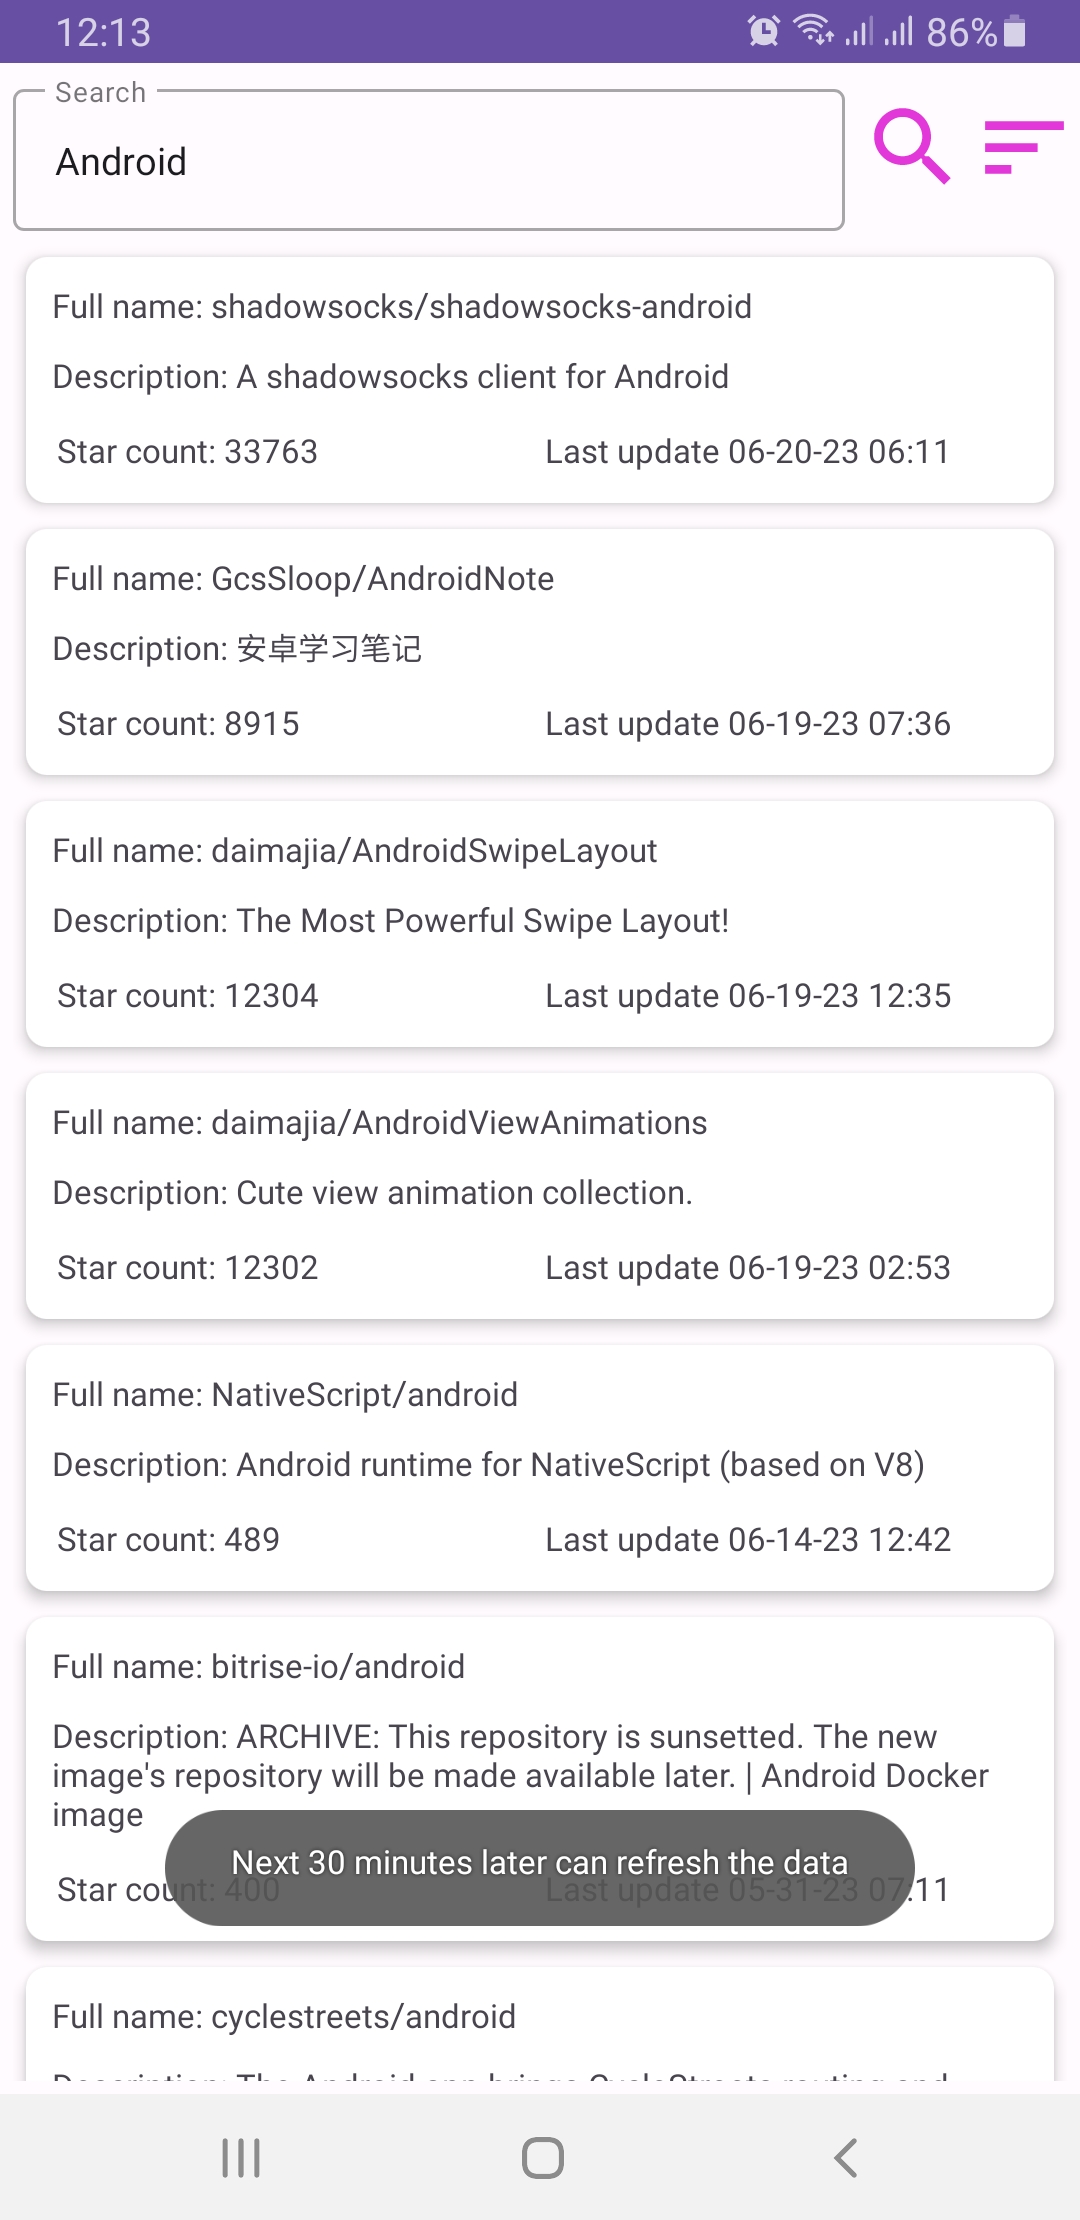 12:13
86%
Search
Android
Full name: shadowsocks/shadowsocks-android
Description: A shadowsocks client for Android
Star count: 33763 Last update 06-20-23 06:11
Full name: GcsSloop/AndroidNote
Description: 安卓学习笔记
Star count: 8915 Last update 06-19-23 07:36
Full name: daimajia/AndroidSwipeLayout
Description: The Most Powerful Swipe Layout!
Star count: 12304 Last update 06-19-23 12:35
Full name: daimajia/AndroidViewAnimations
Description: Cute view animation collection.
Star count: 12302 Last update 06-19-23 02:53
Full name: NativeScript/android
Description: Android runtime for NativeScript (based on V8)
Star count: 489 Last update 06-14-23 12:42
Full name: bitrise-io/android
Description: ARCHIVE: This repository is sunsetted. The new
image's repository will be made available later. | Android Docker
image
Next 30 minutes later can refresh the data
Star count: 400 Last update 05-31-23 07:11
Full name: cyclestreets/android
Description: The Android app brings CycleStreets routing and